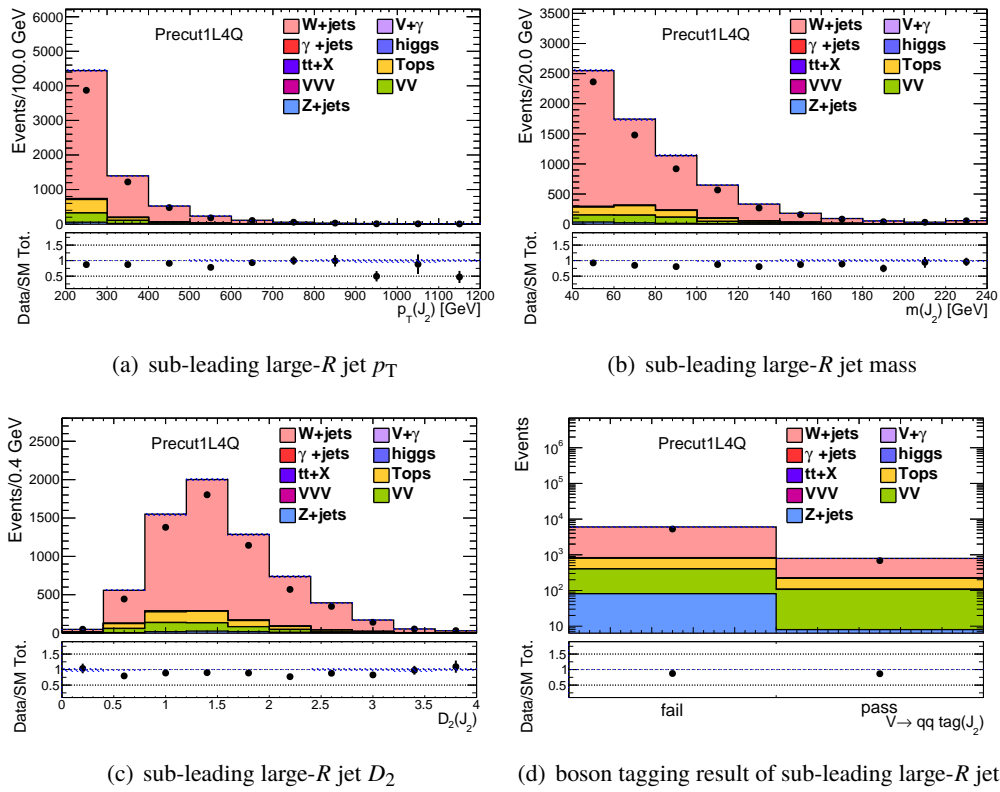 Events/100.0 GeV
6000
5000
4000
3000
2000
1000
0
Precut1L4Q
W+jets
V+γ
γ +jets
higgs
tt+X
Tops
VVV
VV
Z+jets
Data/SM Tot.
1.5
1
0.5
200 300 400 500 600 700 800 900 1000 1100 1200
p_T(J_2) [GeV]
(a) sub-leading large-R jet p_T
Events/20.0 GeV
3500
3000
2500
2000
1500
1000
500
0
Precut1L4Q
W+jets
V+γ
γ +jets
higgs
tt+X
Tops
VVV
VV
Z+jets
Data/SM Tot.
1.5
1
0.5
40 60 80 100 120 140 160 180 200 220 240
m(J_2) [GeV]
(b) sub-leading large-R jet mass
Events/0.4 GeV
2500
2000
1500
1000
500
0
Precut1L4Q
W+jets
V+γ
γ +jets
higgs
tt+X
Tops
VVV
VV
Z+jets
Data/SM Tot.
1.5
1
0.5
0 0.5 1 1.5 2 2.5 3 3.5 4
D_2(J_2)
(c) sub-leading large-R jet D_2
Events
10^6
10^5
10^4
10^3
10^2
10
Precut1L4Q
W+jets
V+γ
γ +jets
higgs
tt+X
Tops
VVV
VV
Z+jets
Data/SM Tot.
1.5
1
0.5
fail pass
V→ qq tag(J_2)
(d) boson tagging result of sub-leading large-R jet